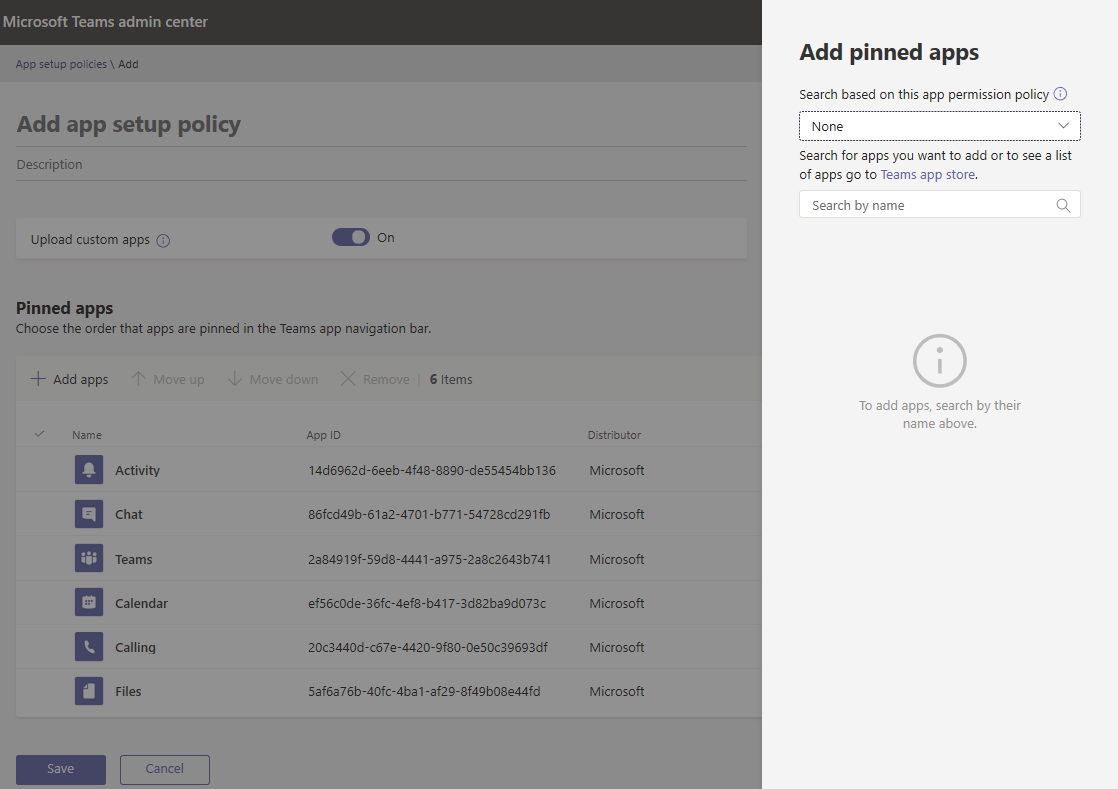 Microsoft Teams admin center
App setup policies \ Add
Add app setup policy
Description
Upload custom apps
On
Pinned apps
Choose the order that apps are pinned in the Teams app navigation bar.
Add apps Move up Move down Remove 6 Items
Name App ID Distributor
Activity 14d6962d-6eeb-4f48-8890-de55454bb136 Microsoft
Chat 86fcd49b-61a2-4701-b771-54728cd291fb Microsoft
Teams 2a84919f-59d8-4441-a975-2a8c2643b741 Microsoft
Calendar ef56c0de-36fc-4ef8-b417-3d82ba9d073c Microsoft
Calling 20c3440d-c67e-4420-9f80-0e50c39693df Microsoft
Files 5af6a76b-40fc-4ba1-af29-8f49b08e44fd Microsoft
Save Cancel
Add pinned apps
Search based on this app permission policy
None
Search for apps you want to add or to see a list
of apps go to Teams app store.
Search by name
To add apps, search by their
name above.